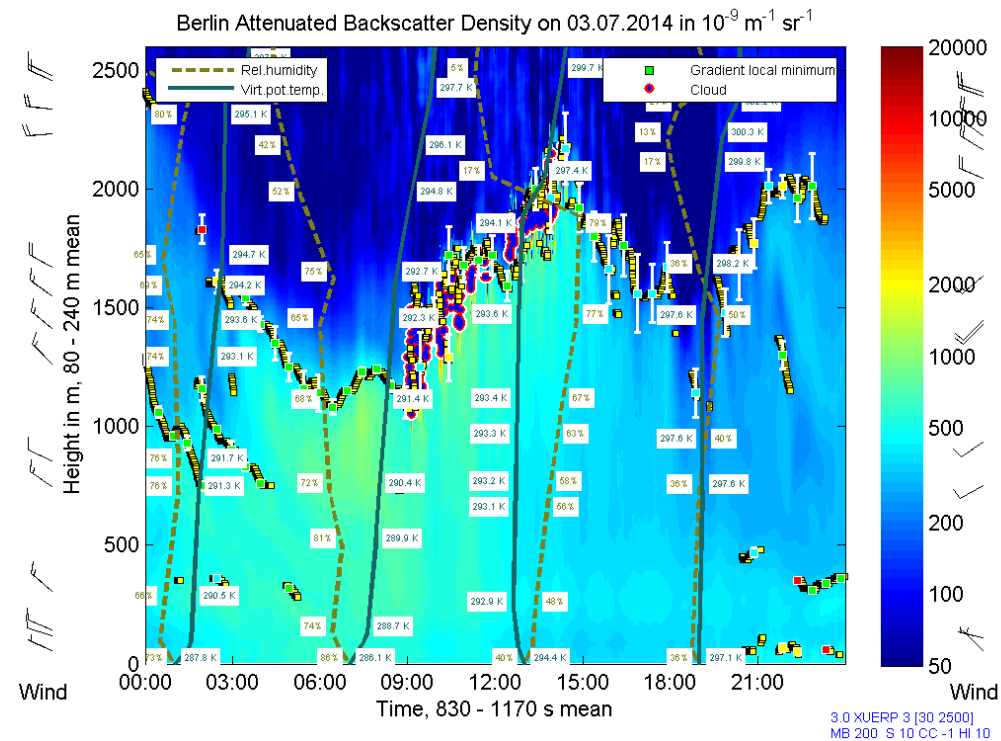 Berlin Attenuated Backscatter Density on 03.07.2014 in 10⁻⁹ m⁻¹ sr⁻¹
Rel.humidity
Virt.pot.temp.
Gradient local minimum
Cloud
Height in m, 80 - 240 m mean
2500
2000
1500
1000
500
0
20000
10000
5000
2000
1000
500
200
100
50
5%
299.7 K
297.7 K
80%
295.1 K
13%
300.3 K
42%
296.1 K
17%
299.8 K
17%
297.4 K
52%
294.8 K
294.1 K
79%
65%
294.7 K
75%
292.7 K
36%
298.2 K
69%
294.2 K
74%
293.6 K
65%
292.3 K
293.6 K
77%
297.6 K
50%
74%
293.1 K
68%
291.4 K
293.4 K
67%
76%
291.7 K
293.3 K
63%
297.6 K
40%
76%
291.3 K
72%
290.4 K
293.2 K
58%
36%
297.6 K
293.1 K
56%
81%
289.9 K
66%
290.5 K
292.9 K
48%
74%
288.7 K
73%
287.8 K
86%
286.1 K
40%
294.4 K
36%
297.1 K
00:00
03:00
06:00
09:00
12:00
15:00
18:00
21:00
Wind
Wind
Time, 830 - 1170 s mean
3.0 XUERP 3 [30 2500]
MB 200 S 10 CC -1 HI 10